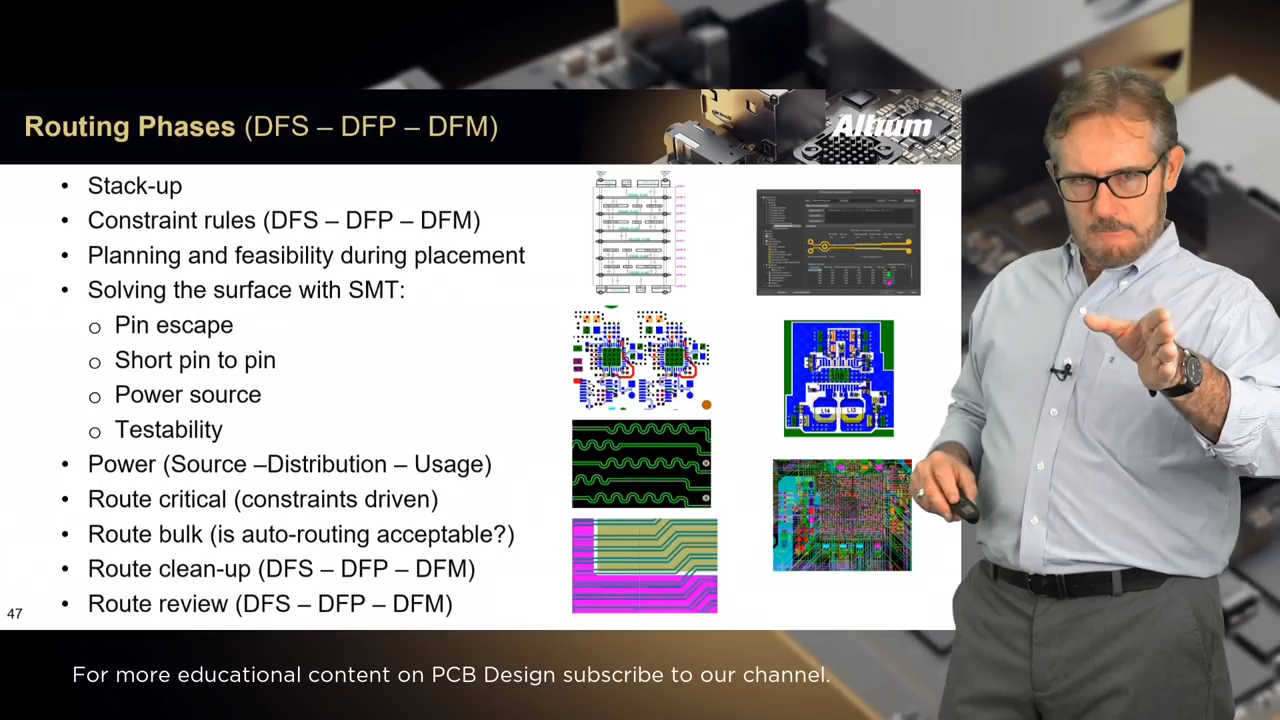 Routing Phases (DFS – DFP – DFM)
Altium
• Stack-up
• Constraint rules (DFS – DFP – DFM)
• Planning and feasibility during placement
• Solving the surface with SMT:
o Pin escape
o Short pin to pin
o Power source
o Testability
• Power (Source –Distribution – Usage)
• Route critical (constraints driven)
• Route bulk (is auto-routing acceptable?)
• Route clean-up (DFS – DFP – DFM)
• Route review (DFS – DFP – DFM)
L14 L13
47
For more educational content on PCB Design subscribe to our channel.